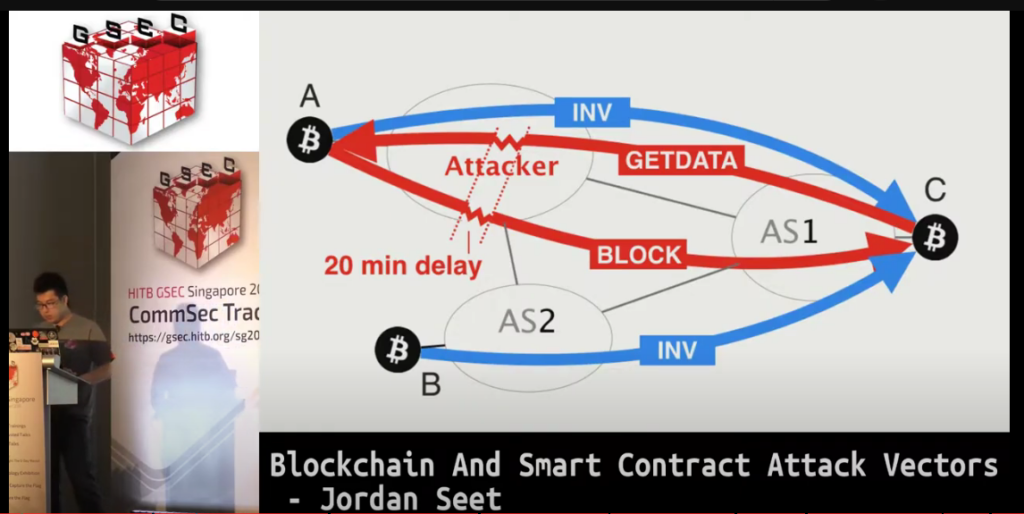 GSEC
A
INV
GETDATA
Attacker
C
AS1
20 min delay
BLOCK
AS2
INV
B
GSEC
HITB GSEC Singapore 20
CommSec Trac
https://gsec.hitb.org/sg20
Singapore
Blockchain And Smart Contract Attack Vectors
- Jordan Seet